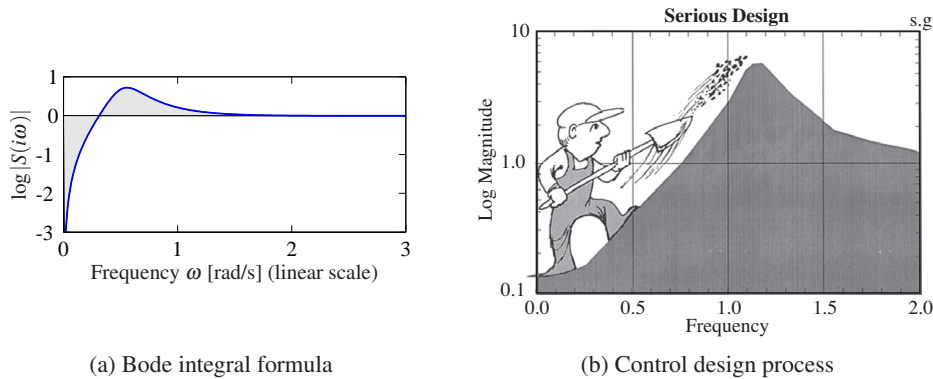 1
0
-1
-2
-3
log |S(iω)|
0 1 2 3
Frequency ω [rad/s] (linear scale)
(a) Bode integral formula
Serious Design
s.g
10
1.0
0.1
Log Magnitude
0.0 0.5 1.0 1.5 2.0
Frequency
(b) Control design process